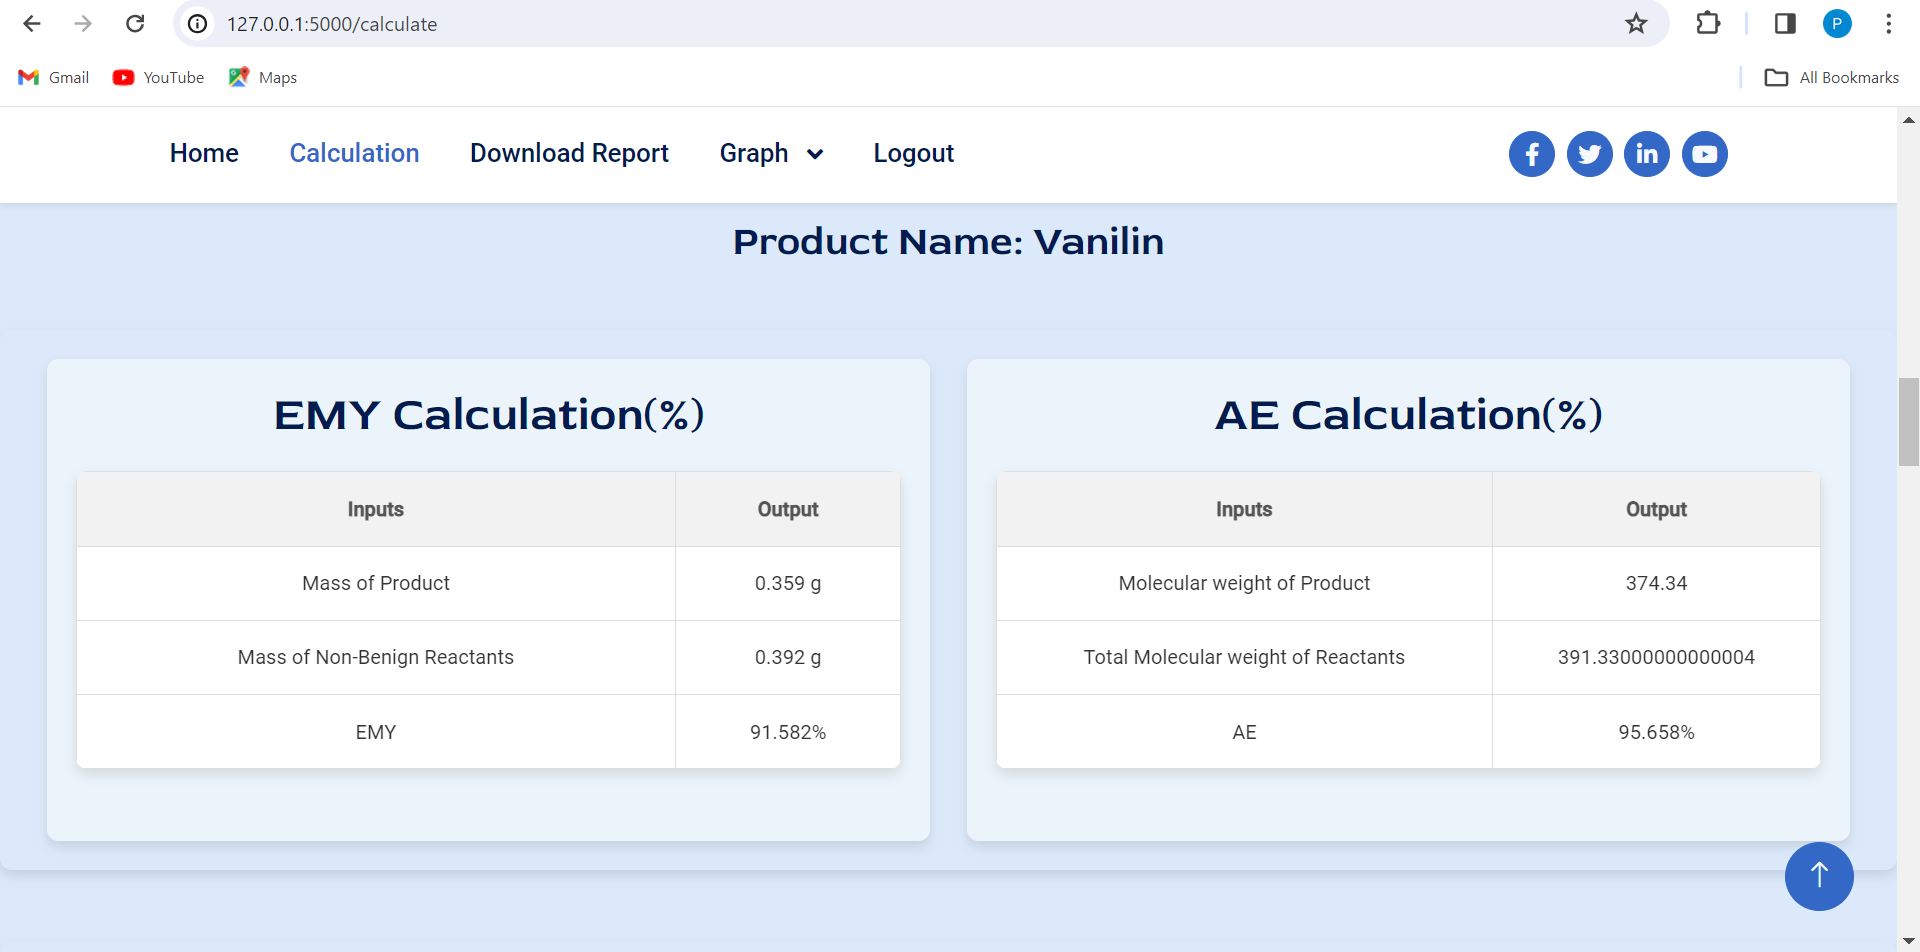 127.0.0.1:5000/calculate
P
Gmail YouTube Maps All Bookmarks
Home Calculation Download Report Graph Logout
Product Name: Vanilin
EMY Calculation(%)
Inputs Output
Mass of Product 0.359 g
Mass of Non-Benign Reactants 0.392 g
EMY 91.582%
AE Calculation(%)
Inputs Output
Molecular weight of Product 374.34
Total Molecular weight of Reactants 391.33000000000004
AE 95.658%